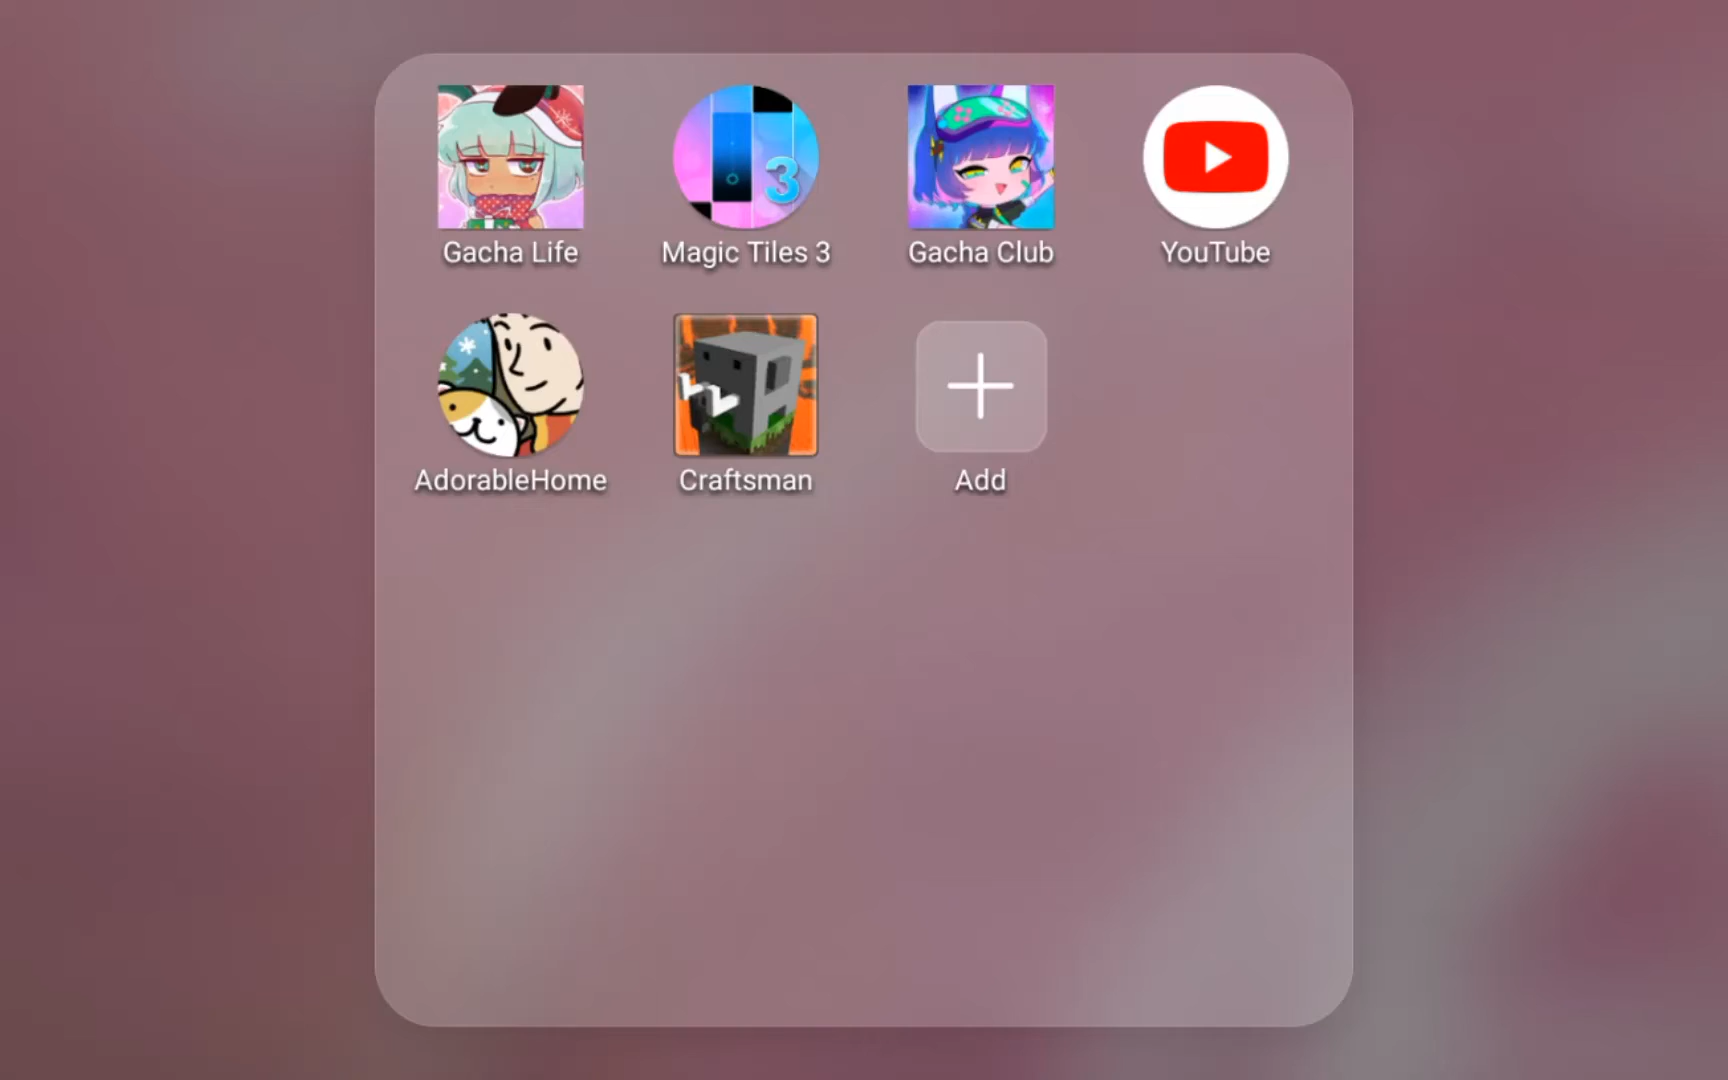 Gacha Life
Magic Tiles 3
Gacha Club
YouTube
AdorableHome
Craftsman
Add